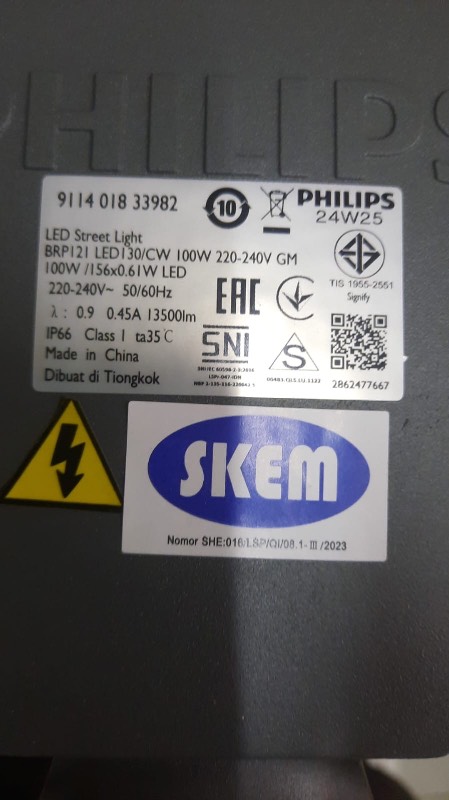 PHILIPS
9114 018 33982
10
PHILIPS
24W25
LED Street Light
BRP121 LED130/CW 100W 220-240V GM
100W /156x0.61W LED
220-240V~ 50/60Hz
λ : 0.9 0.45A 13500lm
IP66 Class I ta35℃
Made in China
Dibuat di Tiongkok
EAC
TIS 1955-2551
Signify
SNI
S
2862477667
SKEM
Nomor SHE:016/LSP/QI/08.1-III/2023